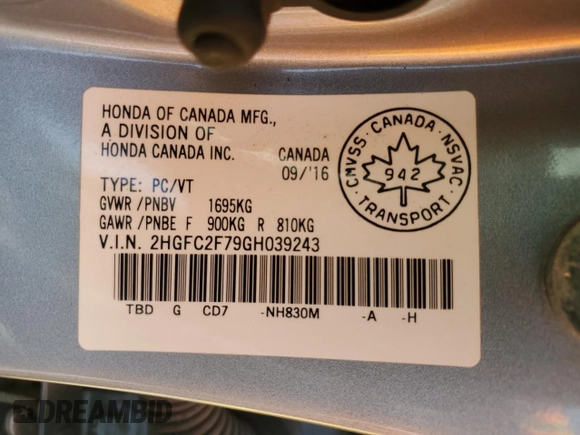 HONDA OF CANADA MFG.,
A DIVISION OF
HONDA CANADA INC. CANADA
09/'16
TYPE: PC/VT
GVWR/PNBV 1695KG
GAWR/PNBE F 900KG R 810KG
V.I.N. 2HGFC2F79GH039243
TBD G CD7 -NH830M -A -H
CMVSS · CANADA · NSVAC
942
TRANSPORT
DREAMBID